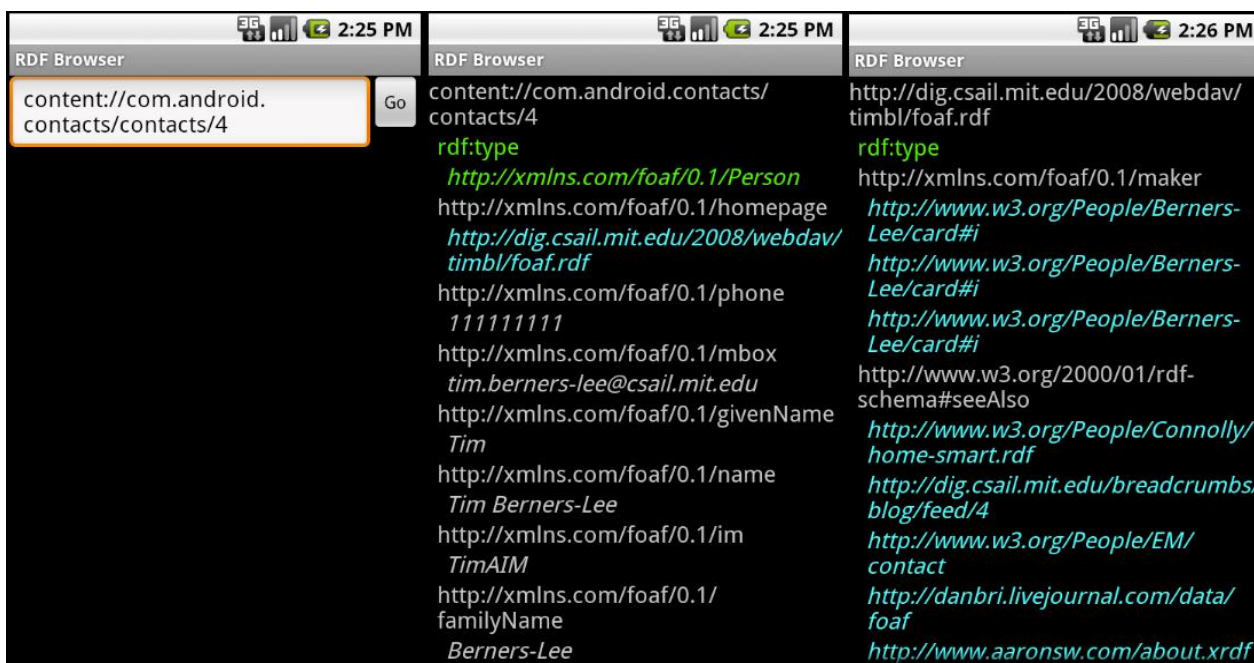 3G 2:25 PM
RDF Browser
content://com.android.
contacts/contacts/4
Go
3G 2:25 PM
RDF Browser
content://com.android.contacts/
contacts/4
rdf:type
http://xmlns.com/foaf/0.1/Person
http://xmlns.com/foaf/0.1/homepage
http://dig.csail.mit.edu/2008/webdav/
timbl/foaf.rdf
http://xmlns.com/foaf/0.1/phone
111111111
http://xmlns.com/foaf/0.1/mbox
tim.berners-lee@csail.mit.edu
http://xmlns.com/foaf/0.1/givenName
Tim
http://xmlns.com/foaf/0.1/name
Tim Berners-Lee
http://xmlns.com/foaf/0.1/im
TimAIM
http://xmlns.com/foaf/0.1/
familyName
Berners-Lee
3G 2:26 PM
RDF Browser
http://dig.csail.mit.edu/2008/webdav/
timbl/foaf.rdf
rdf:type
http://xmlns.com/foaf/0.1/maker
http://www.w3.org/People/Berners-
Lee/card#i
http://www.w3.org/People/Berners-
Lee/card#i
http://www.w3.org/People/Berners-
Lee/card#i
http://www.w3.org/2000/01/rdf-
schema#seeAlso
http://www.w3.org/People/Connolly/
home-smart.rdf
http://dig.csail.mit.edu/breadcrumbs/
blog/feed/4
http://www.w3.org/People/EM/
contact
http://danbri.livejournal.com/data/
foaf
http://www.aaronsw.com/about.xrdf